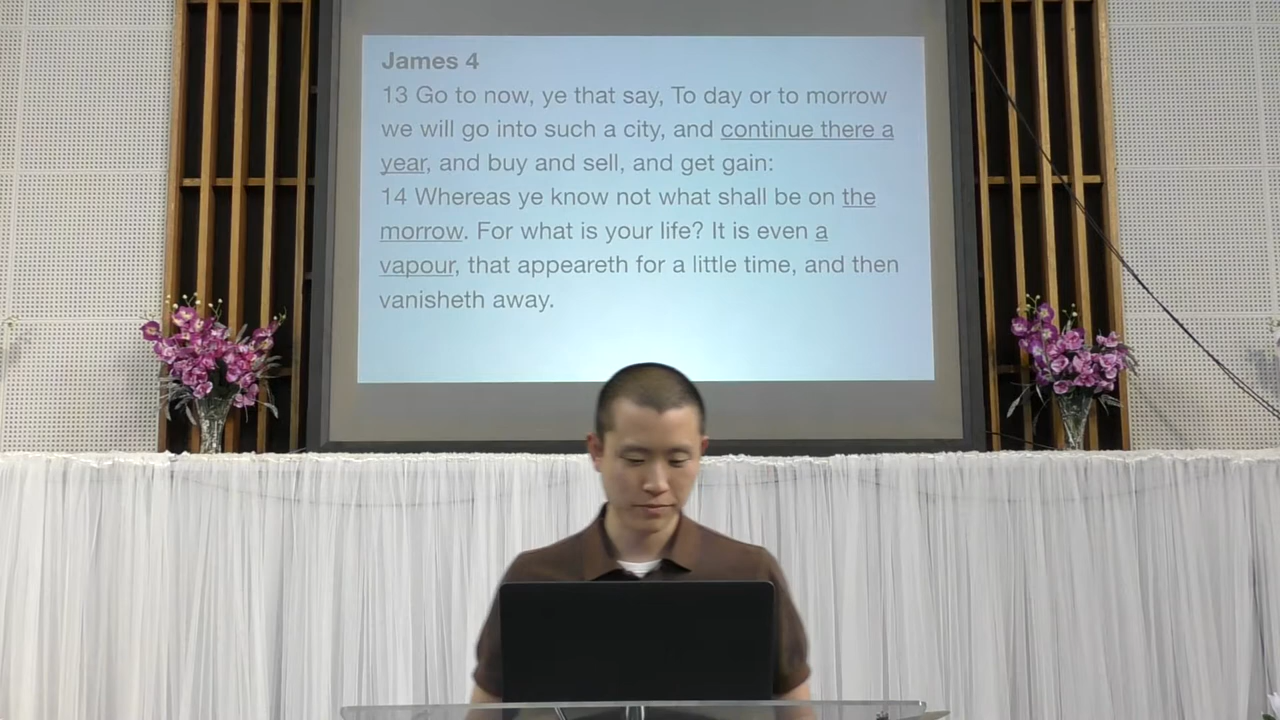 James 4
13 Go to now, ye that say, To day or to morrow
we will go into such a city, and continue there a
year, and buy and sell, and get gain:
14 Whereas ye know not what shall be on the
morrow. For what is your life? It is even a
vapour, that appeareth for a little time, and then
vanisheth away.